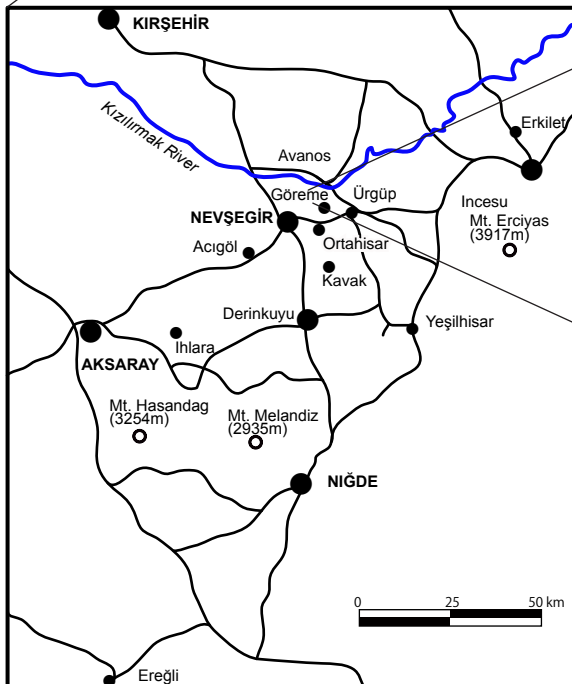 KIRŞEHİR
Kızılırmak River
Erkilet
Avanos
Göreme
Ürgüp
Incesu
Mt. Erciyas
(3917m)
NEVŞEGİR
Ortahisar
Acıgöl
Kavak
Derinkuyu
Yeşilhisar
Ihlara
AKSARAY
Mt. Hasandag
(3254m)
Mt. Melandiz
(2935m)
NIĞDE
0 25 50 km
Ereğli